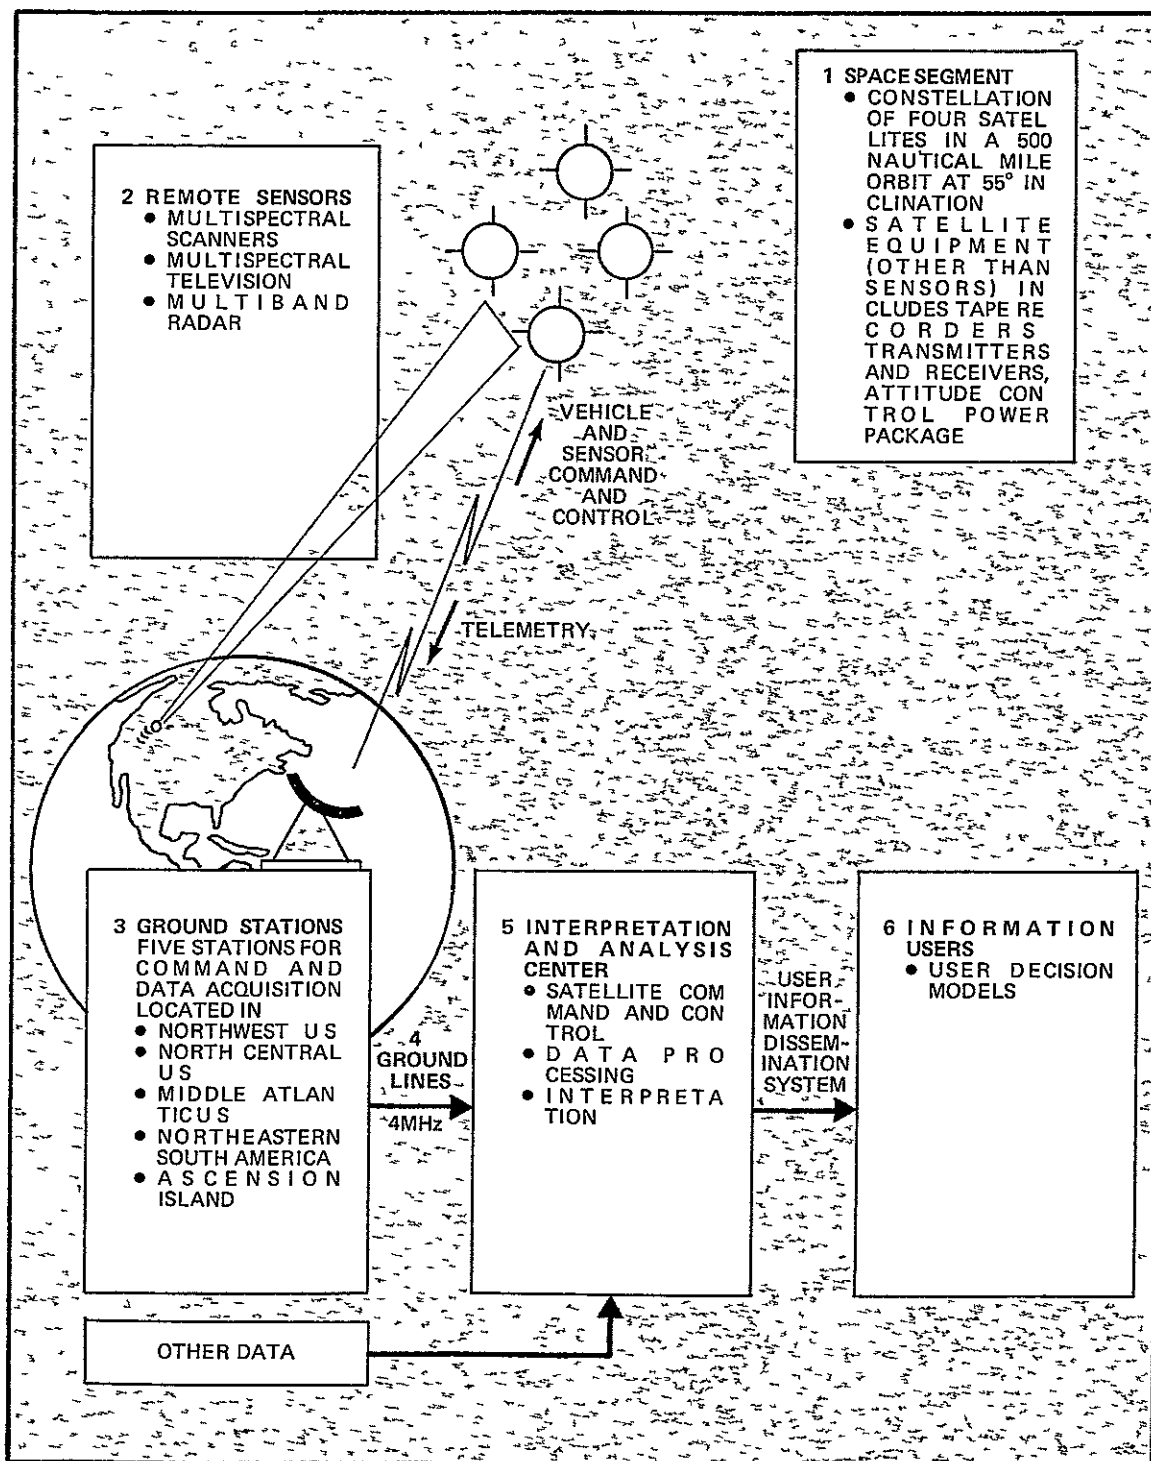 1 SPACE SEGMENT
● CONSTELLATION
OF FOUR SATEL
LITES IN A 500
NAUTICAL MILE
ORBIT AT 55° IN
CLINATION
● SATELLITE
EQUIPMENT
(OTHER THAN
SENSORS) IN
CLUDES TAPE RE
CORDERS
TRANSMITTERS
AND RECEIVERS,
ATTITUDE CON
TROL POWER
PACKAGE
2 REMOTE SENSORS
● MULTISPECTRAL
SCANNERS
● MULTISPECTRAL
TELEVISION
● MULTIBAND
RADAR
VEHICLE
AND
SENSOR
COMMAND
AND
CONTROL
TELEMETRY
3 GROUND STATIONS
FIVE STATIONS FOR
COMMAND AND
DATA ACQUISITION
LOCATED IN
● NORTHWEST US
● NORTH CENTRAL
US
● MIDDLE ATLAN
TIC US
● NORTHEASTERN
SOUTH AMERICA
● ASCENSION
ISLAND
4
GROUND
LINES
4MHz
5 INTERPRETATION
AND ANALYSIS
CENTER
● SATELLITE COM
MAND AND CON
TROL
● DATA PRO
CESSING
● INTERPRETA
TION
USER
INFOR-
MATION
DISSEM-
INATION
SYSTEM
6 INFORMATION
USERS
● USER DECISION
MODELS
OTHER DATA